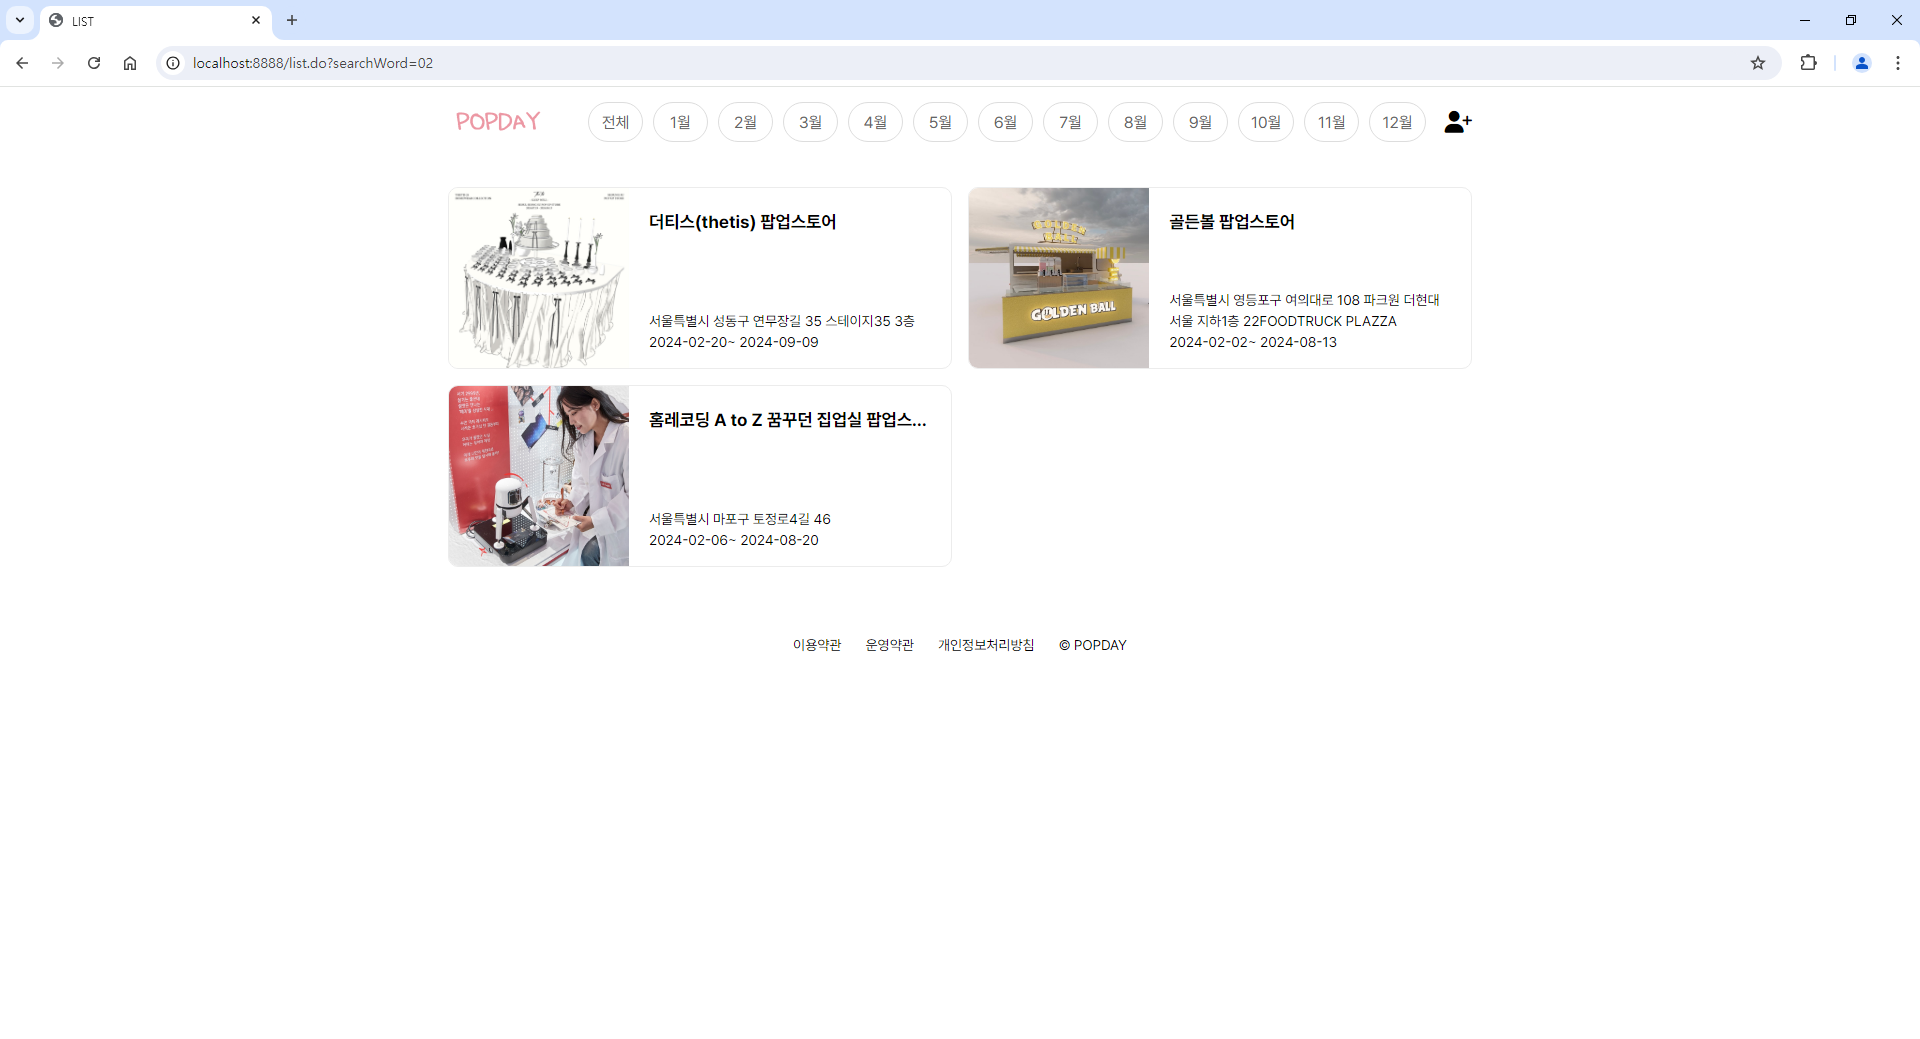 LIST
localhost:8888/list.do?searchWord=02
POPDAY
전체
1월
2월
3월
4월
5월
6월
7월
8월
9월
10월
11월
12월
더티스(thetis) 팝업스토어
서울특별시 성동구 연무장길 35 스테이지35 3층
2024-02-20~ 2024-09-09
GOLDEN BALL
GOLDEN BALL
골든볼 팝업스토어
서울특별시 영등포구 여의대로 108 파크원 더현대
서울 지하1층 22FOODTRUCK PLAZZA
2024-02-02~ 2024-08-13
홈레코딩 A to Z 꿈꾸던 집업실 팝업스...
서울특별시 마포구 토정로4길 46
2024-02-06~ 2024-08-20
이용약관
운영약관
개인정보처리방침
© POPDAY